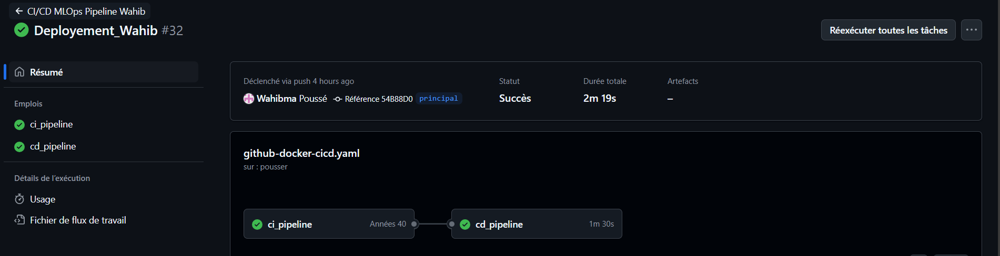 CI/CD MLOps Pipeline Wahib
Deployement_Wahib #32
Réexécuter toutes les tâches
Résumé
Emplois
ci_pipeline
cd_pipeline
Détails de l’exécution
Usage
Fichier de flux de travail
Déclenché via push 4 hours ago
Wahibma Poussé Référence 54B88D0 principal
Statut
Succès
Durée totale
2m 19s
Artefacts
–
github-docker-cicd.yaml
sur : pousser
ci_pipeline Années 40
cd_pipeline 1m 30s